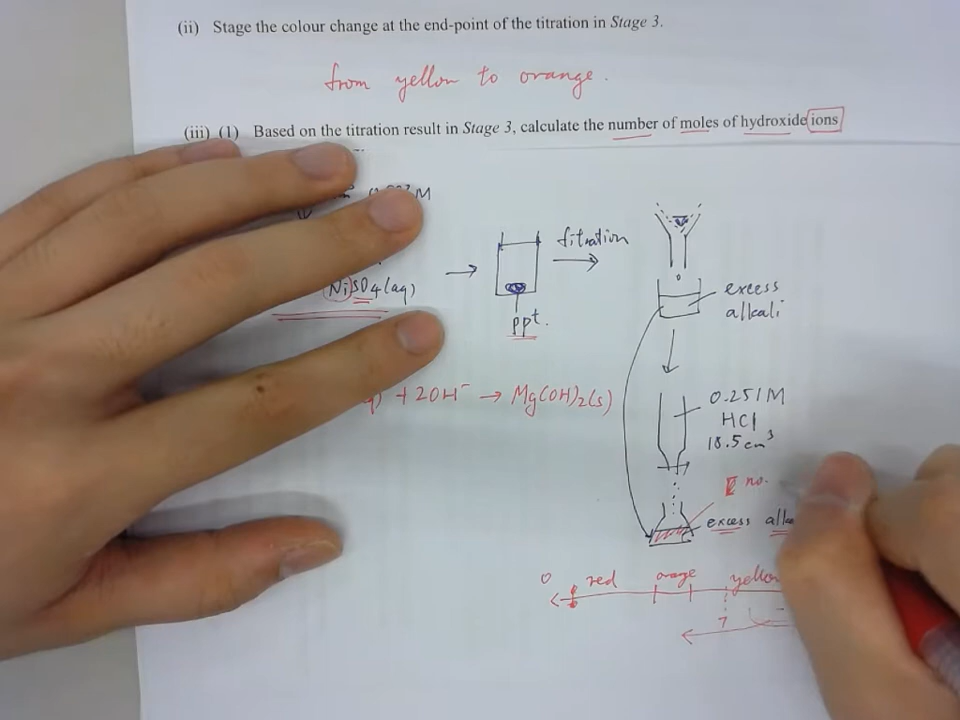 (ii) Stage the colour change at the end-point of the titration in Stage 3.
from yellow to orange.
(iii) (1) Based on the titration result in Stage 3, calculate the number of moles of hydroxide ions
M
NiSO4(aq)
ppt.
filtration
excess
alkali
+ 2OH⁻ → Mg(OH)2(s)
0.251M
HCl
18.5cm³
no.
excess
0 red orange
7